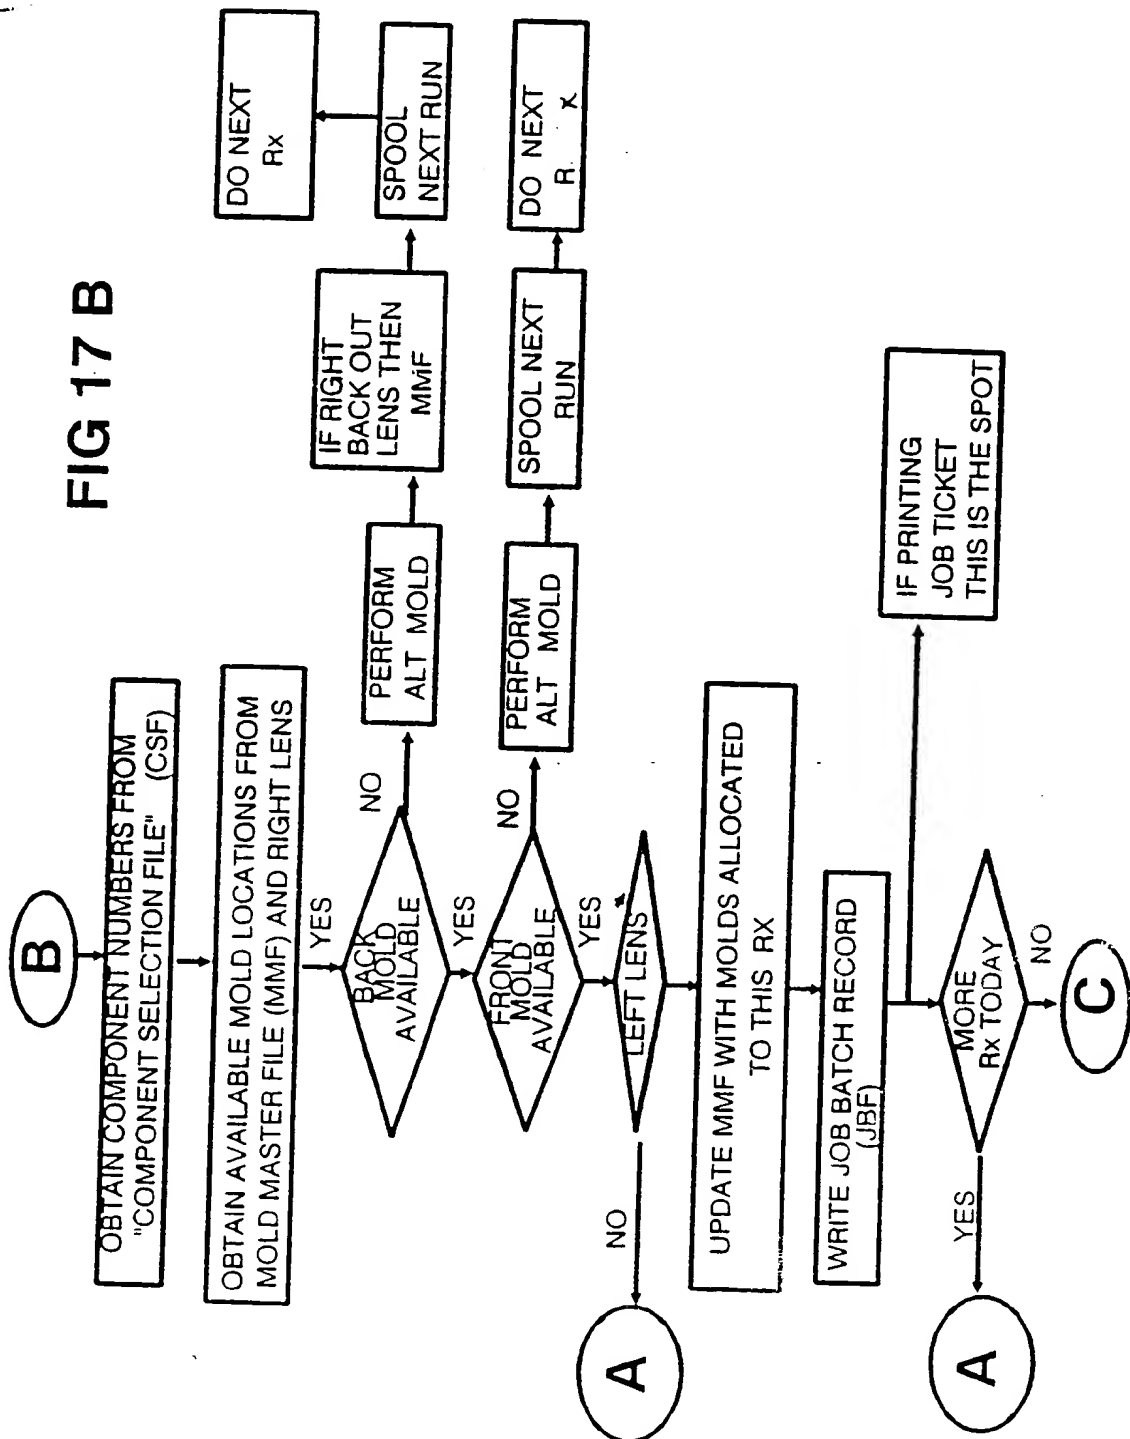 FIG 17 B
B
OBTAIN COMPONENT NUMBERS FROM
"COMPONENT SELECTION FILE" (CSF)
OBTAIN AVAILABLE MOLD LOCATIONS FROM
MOLD MASTER FILE (MMF) AND RIGHT LENS
YES
BACK
MOLD
AVAILABLE
NO
PERFORM
ALT MOLD
IF RIGHT
BACK OUT
LENS THEN
MMF
SPOOL
NEXT RUN
DO NEXT
Rx
YES
FRONT
MOLD
AVAILABLE
NO
PERFORM
ALT MOLD
SPOOL NEXT
RUN
DO NEXT
R. x
YES
LEFT LENS
NO
A
UPDATE MMF WITH MOLDS ALLOCATED
TO THIS RX
WRITE JOB BATCH RECORD
(JBF)
IF PRINTING
JOB TICKET
THIS IS THE SPOT
MORE
Rx TODAY
YES
A
NO
C